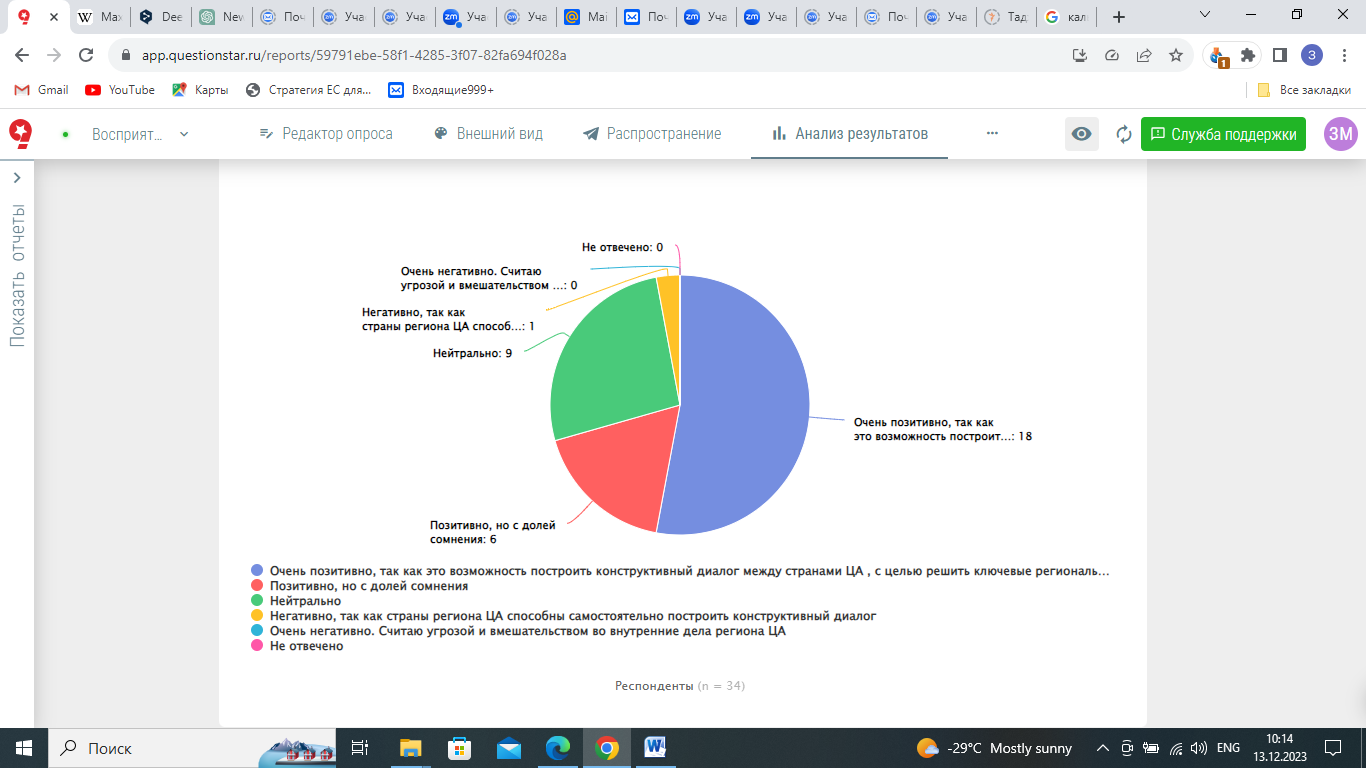 Max
Dee
New
Поч
Уча
Уча
Уча
Уча
Mai
Поч
Уча
Уча
Уча
Поч
Уча
Тад
кал
app.questionstar.ru/reports/59791ebe-58f1-4285-3f07-82fa694f028a
1
З
Gmail
YouTube
Карты
Стратегия ЕС для...
Входящие999+
Все закладки
Восприят...
Редактор опроса
Внешний вид
Распространение
Анализ результатов
Служба поддержки
ЗМ
Показать отчеты
Не отвечено: 0
Очень негативно. Считаю
угрозой и вмешательством ...: 0
Негативно, так как
страны региона ЦА способ...: 1
Нейтрально: 9
Очень позитивно, так как
это возможность построит...: 18
Позитивно, но с долей
сомнения: 6
Очень позитивно, так как это возможность построить конструктивный диалог между странами ЦА , с целью решить ключевые региональ...
Позитивно, но с долей сомнения
Нейтрально
Негативно, так как страны региона ЦА способны самостоятельно построить конструктивный диалог
Очень негативно. Считаю угрозой и вмешательством во внутренние дела региона ЦА
Не отвечено
Респонденты (n = 34)
Поиск
-29°C Mostly sunny
ENG
10:14
13.12.2023